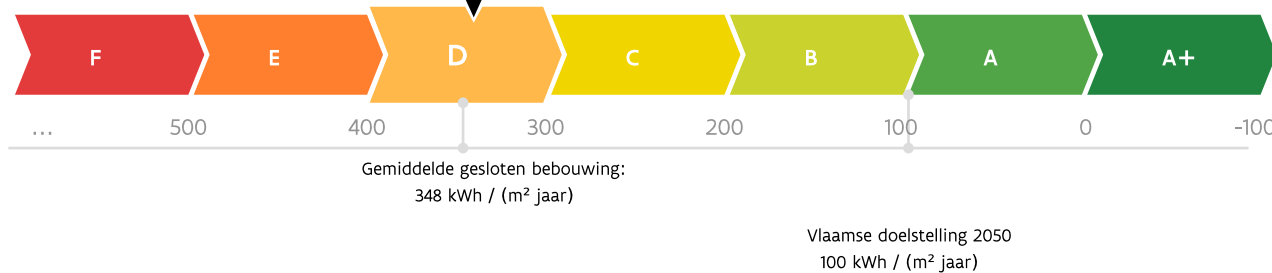 F E D C B A A+
... 500 400 300 200 100 0 -100
Gemiddelde gesloten bebouwing:
348 kWh / (m² jaar)
Vlaamse doelstelling 2050
100 kWh / (m² jaar)